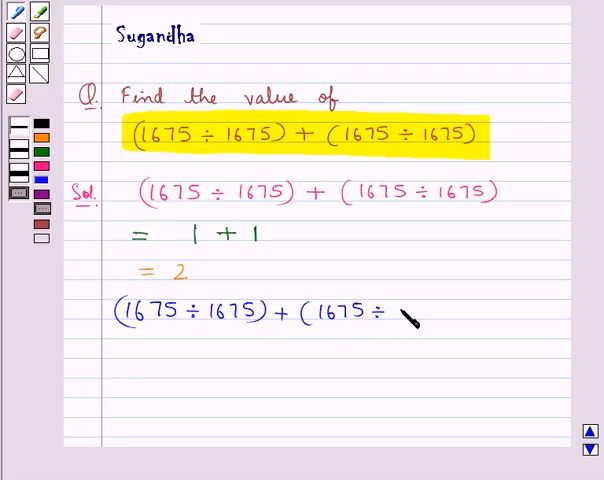 Sugandha
Q. Find the value of
(1675 ÷ 1675) + (1675 ÷ 1675)
Sol. (1675 ÷ 1675) + (1675 ÷ 1675)
= 1 + 1
= 2
(1675 ÷ 1675) + (1675 ÷